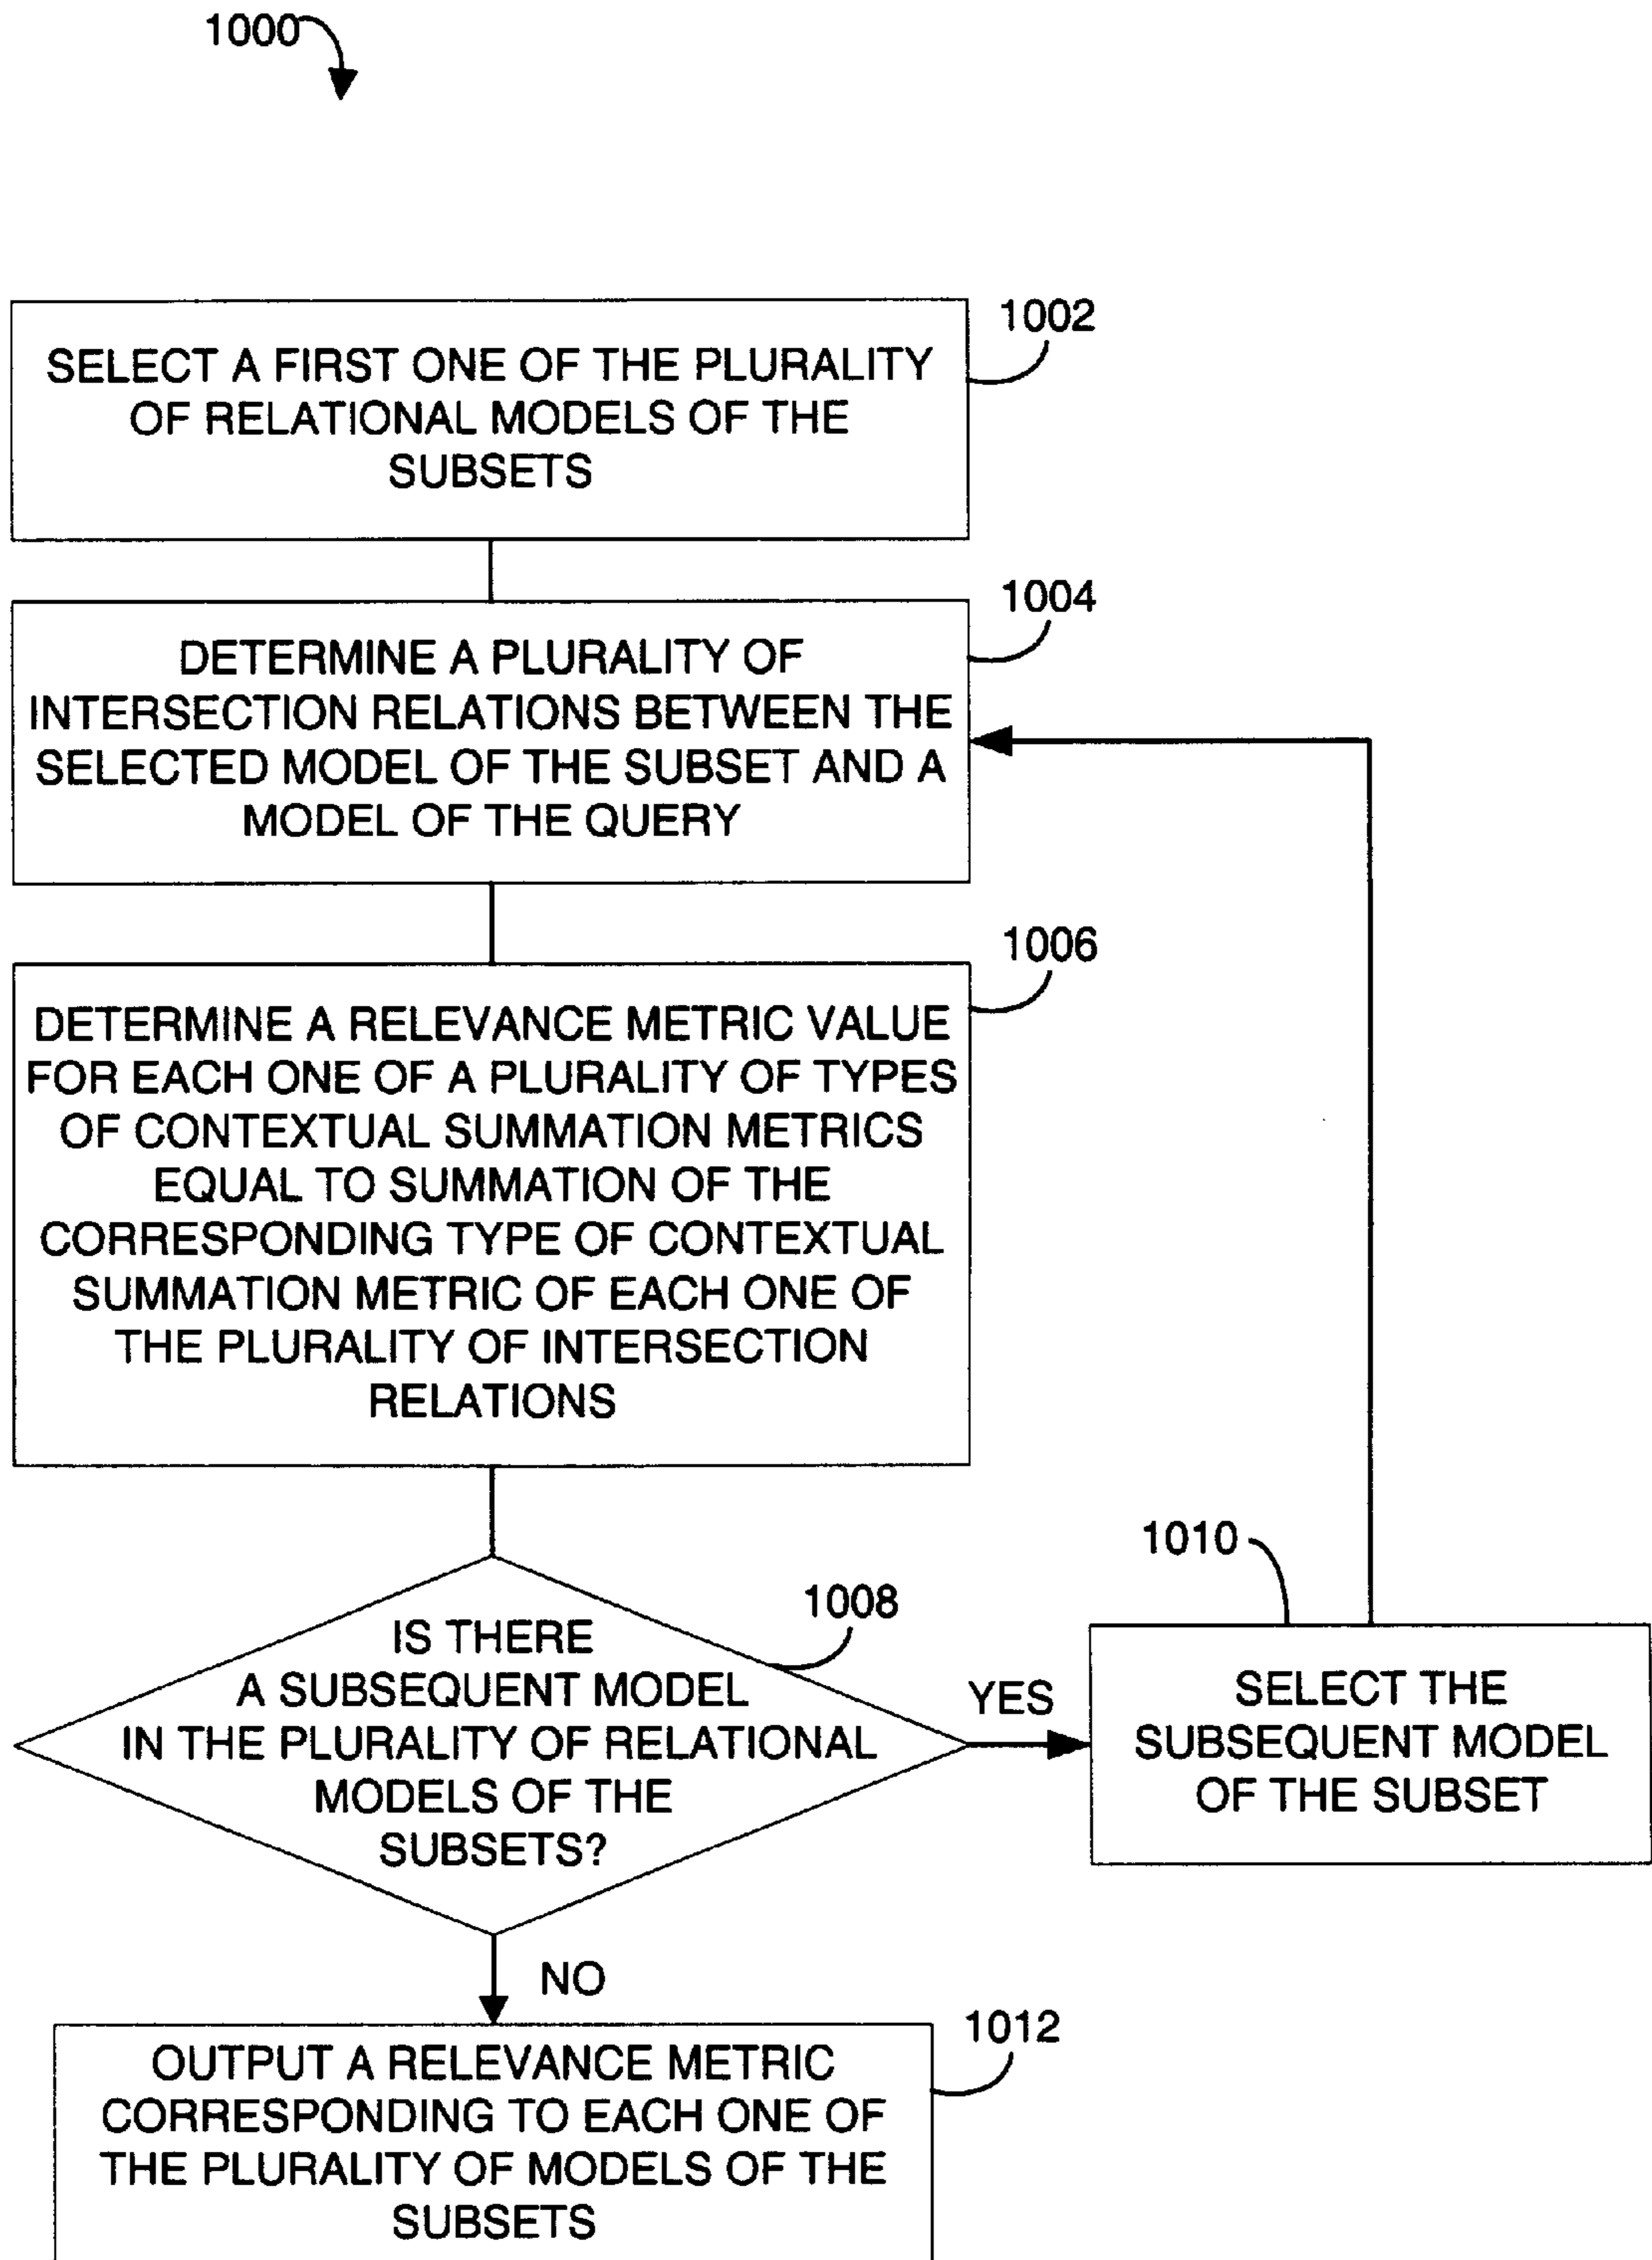 1000
1002
SELECT A FIRST ONE OF THE PLURALITY
OF RELATIONAL MODELS OF THE
SUBSETS
1004
DETERMINE A PLURALITY OF
INTERSECTION RELATIONS BETWEEN THE
SELECTED MODEL OF THE SUBSET AND A
MODEL OF THE QUERY
1006
DETERMINE A RELEVANCE METRIC VALUE
FOR EACH ONE OF A PLURALITY OF TYPES
OF CONTEXTUAL SUMMATION METRICS
EQUAL TO SUMMATION OF THE
CORRESPONDING TYPE OF CONTEXTUAL
SUMMATION METRIC OF EACH ONE OF
THE PLURALITY OF INTERSECTION
RELATIONS
1008
IS THERE
A SUBSEQUENT MODEL
IN THE PLURALITY OF RELATIONAL
MODELS OF THE
SUBSETS?
YES
1010
SELECT THE
SUBSEQUENT MODEL
OF THE SUBSET
NO
1012
OUTPUT A RELEVANCE METRIC
CORRESPONDING TO EACH ONE OF
THE PLURALITY OF MODELS OF THE
SUBSETS